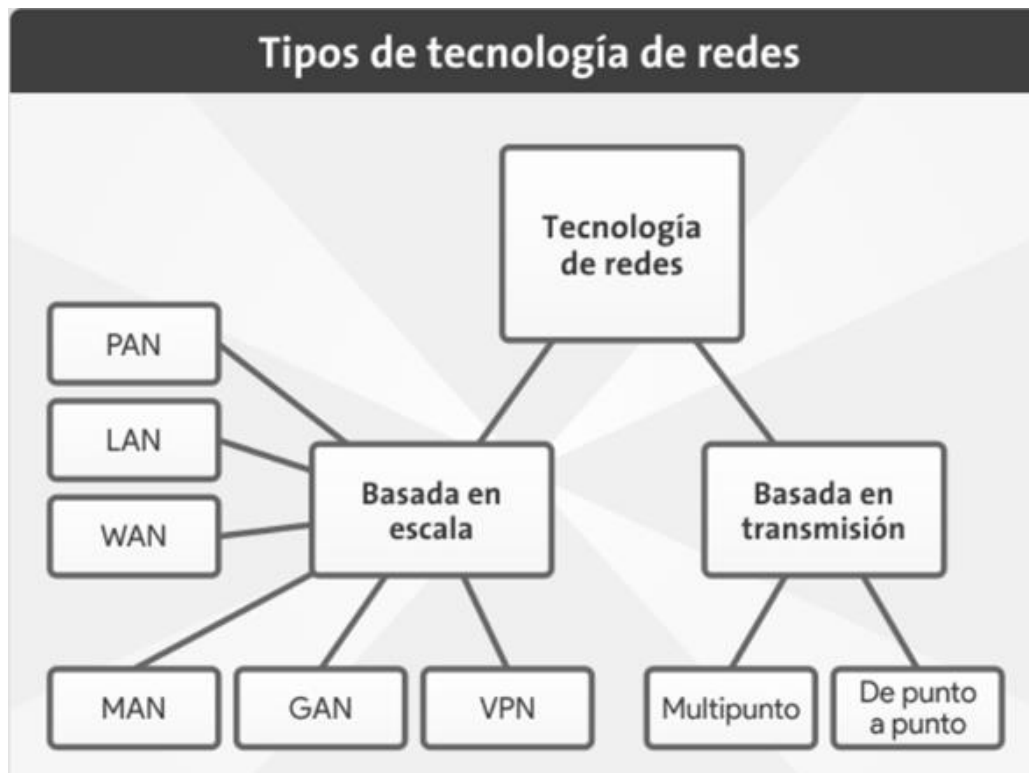 Tipos de tecnología de redes
Tecnología
de redes
PAN
LAN
WAN
Basada en
escala
Basada en
transmisión
MAN
GAN
VPN
Multipunto
De punto
a punto